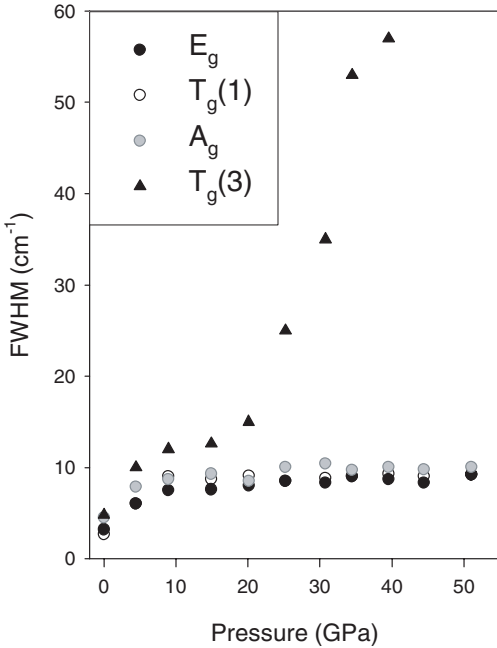 60
50
40
30
20
10
0
FWHM (cm⁻¹)
E_g
T_g(1)
A_g
T_g(3)
0 10 20 30 40 50
Pressure (GPa)